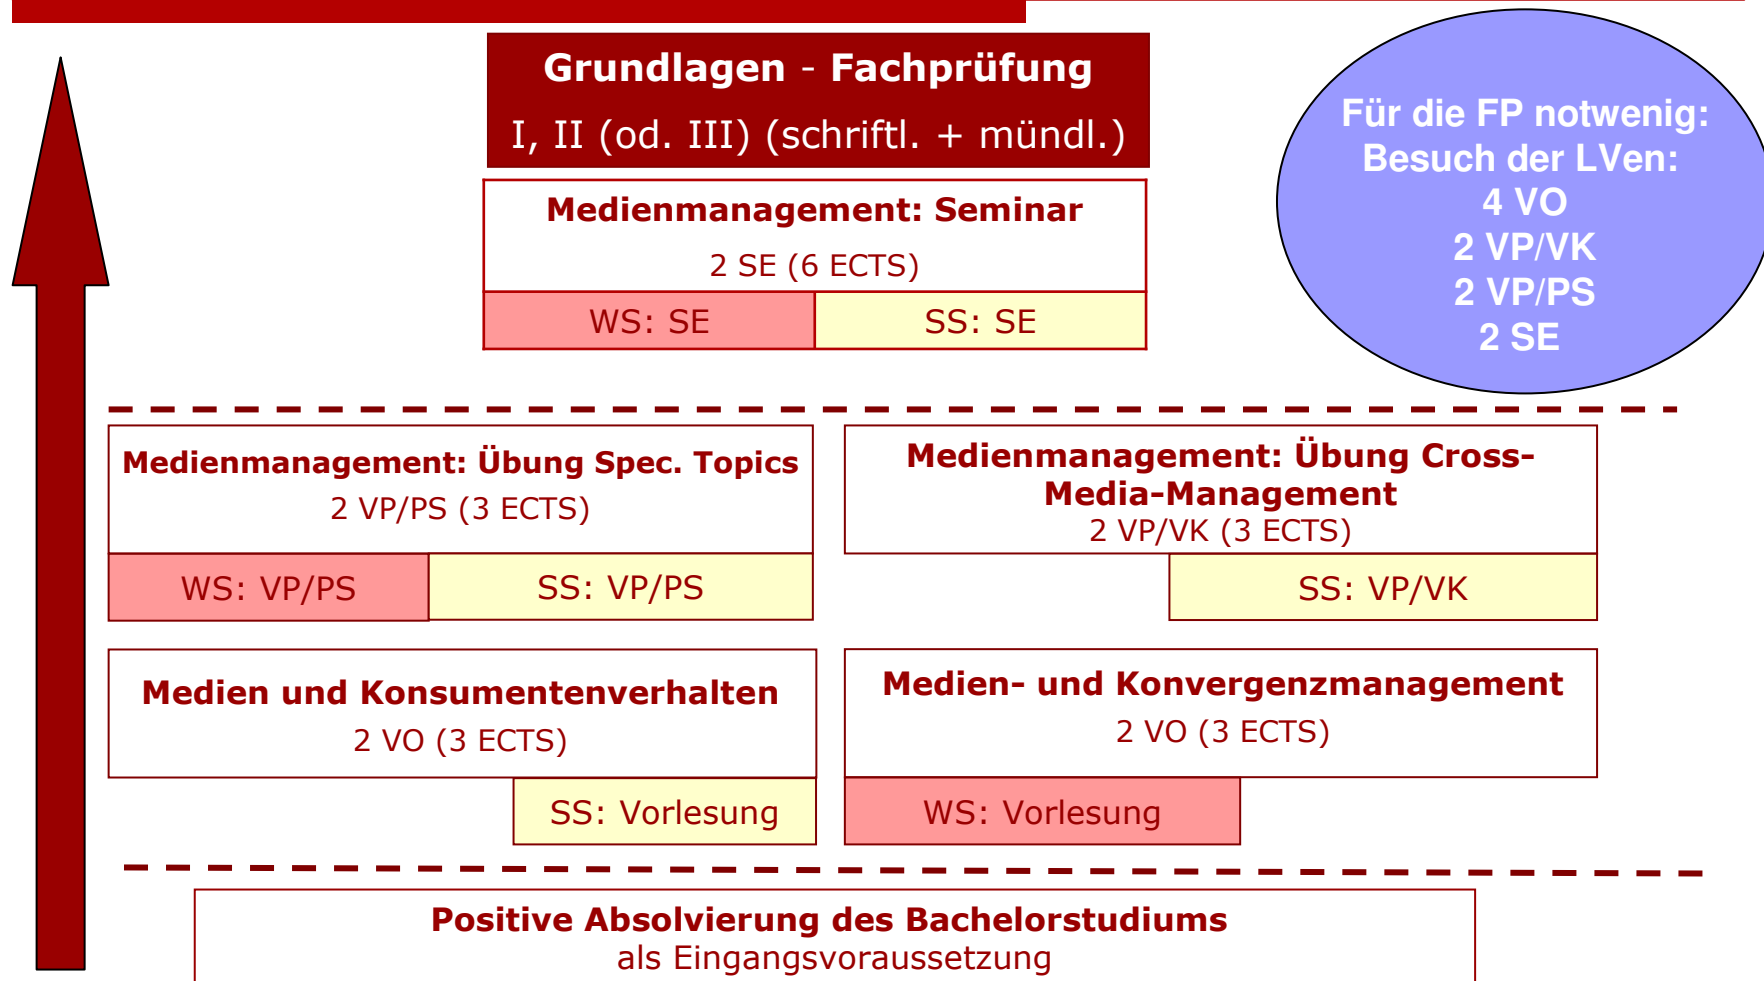 Grundlagen - Fachprüfung
I, II (od. III) (schriftl. + mündl.)
Für die FP notwenig:
Besuch der LVen:
4 VO
2 VP/VK
2 VP/PS
2 SE
Medienmanagement: Seminar
2 SE (6 ECTS)
WS: SE
SS: SE
Medienmanagement: Übung Spec. Topics
2 VP/PS (3 ECTS)
WS: VP/PS
SS: VP/PS
Medienmanagement: Übung Cross-
Media-Management
2 VP/VK (3 ECTS)
SS: VP/VK
Medien und Konsumentenverhalten
2 VO (3 ECTS)
SS: Vorlesung
Medien- und Konvergenzmanagement
2 VO (3 ECTS)
WS: Vorlesung
Positive Absolvierung des Bachelorstudiums
als Eingangsvoraussetzung